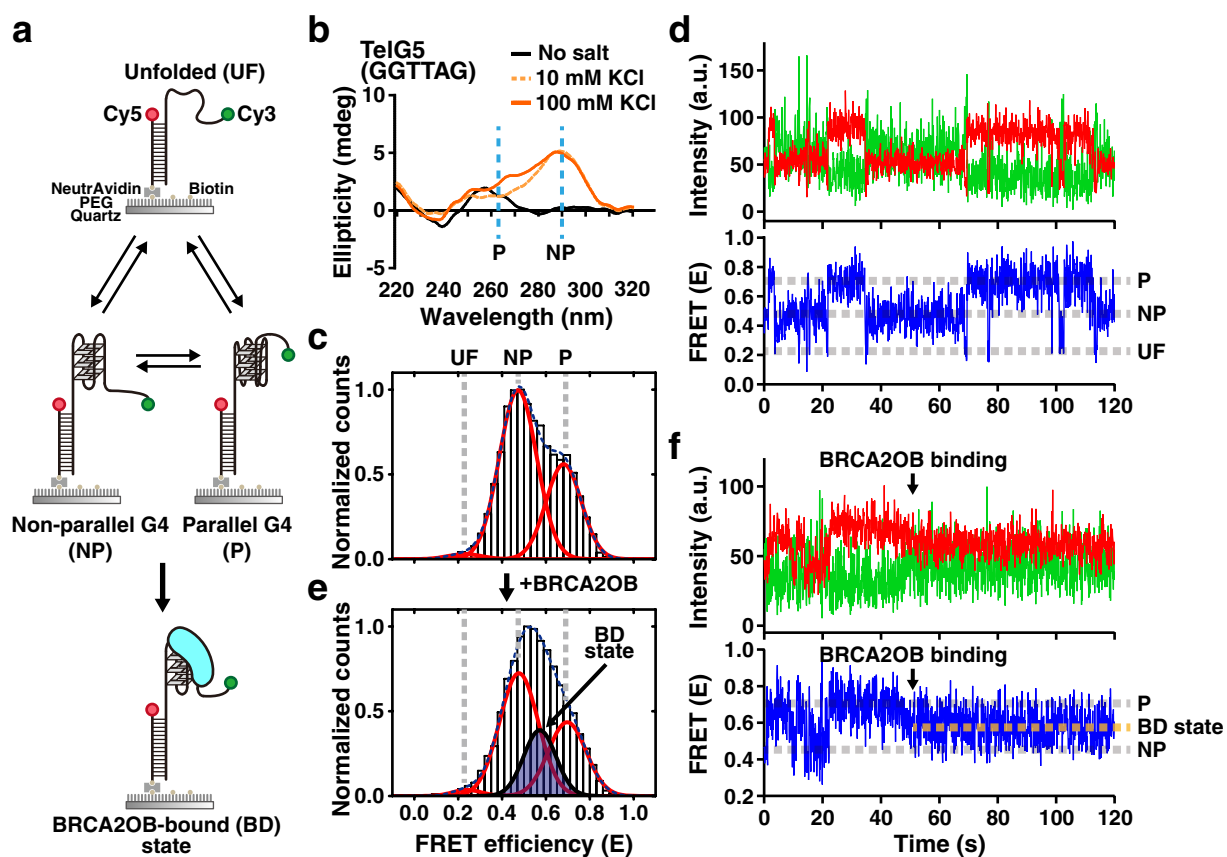 a
Unfolded (UF)
Cy5
Cy3
NeutrAvidin
PEG
Quartz
Biotin
Non-parallel G4
(NP)
Parallel G4
(P)
BRCA2OB-bound (BD)
state
b
TelG5
(GGTTAG)
No salt
10 mM KCl
100 mM KCl
Ellipticity (mdeg)
10
5
0
-5
P
NP
220
240
260
280
300
320
Wavelength (nm)
c
UF
NP
P
Normalized counts
1.0
0.5
0.0
+BRCA2OB
e
BD
state
Normalized counts
1.0
0.5
0.0
0.0
0.2
0.4
0.6
0.8
1.0
FRET efficiency (E)
d
Intensity (a.u.)
150
100
50
0
FRET (E)
1.0
0.8
0.6
0.4
0.2
0.0
P
NP
UF
0
20
40
60
80
100
120
f
BRCA2OB binding
Intensity (a.u.)
100
50
0
BRCA2OB binding
FRET (E)
1.0
0.8
0.6
0.4
0.2
P
BD state
NP
0
20
40
60
80
100
120
Time (s)